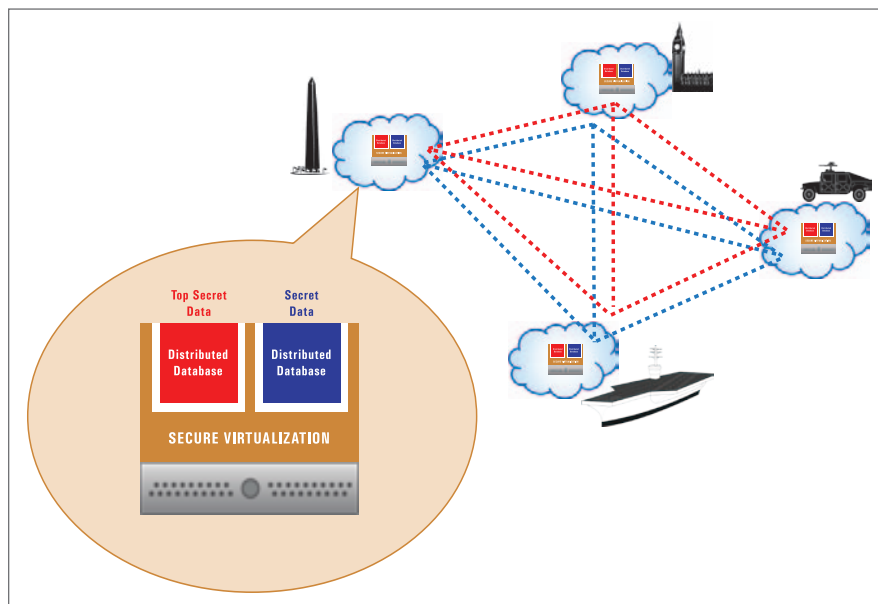 Top Secret
Data
Secret
Data
Distributed
Database
Distributed
Database
SECURE VIRTUALIZATION